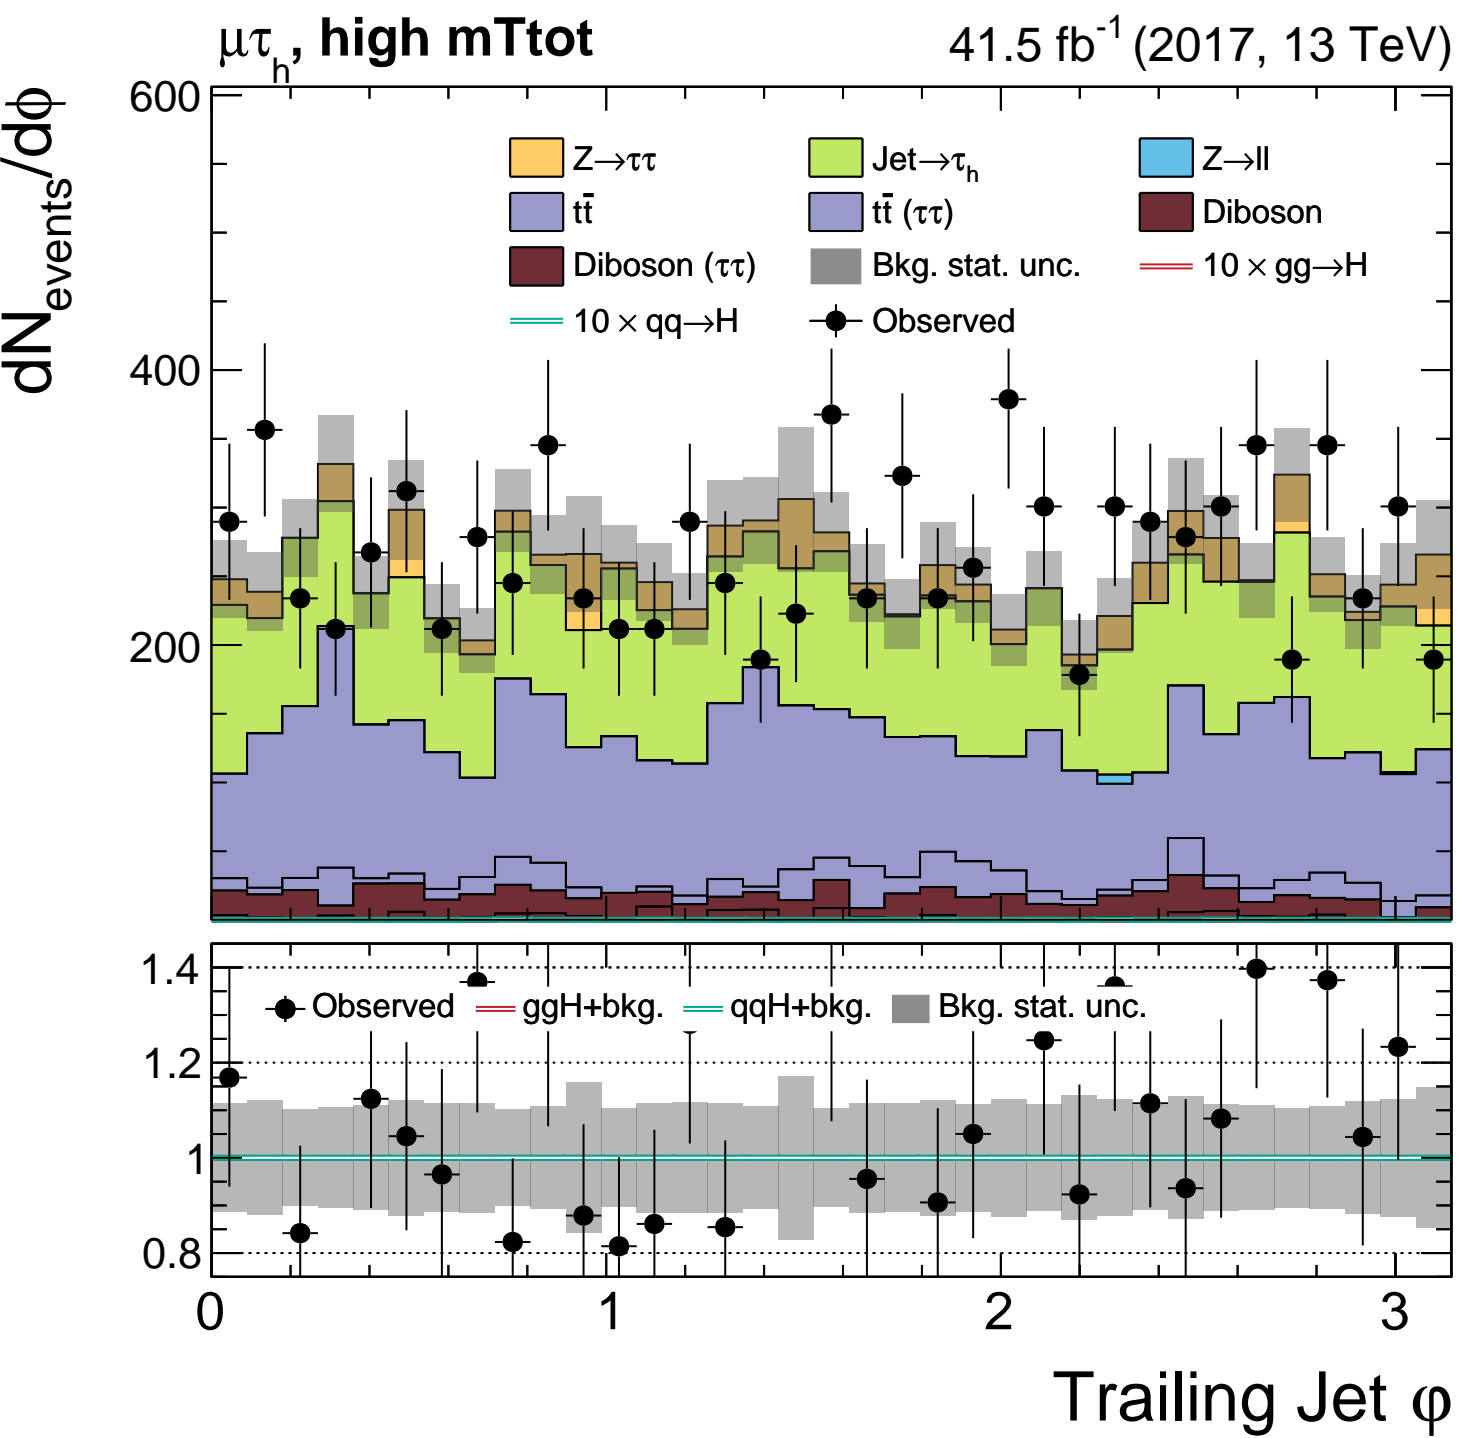 μτh, high mTtot 41.5 fb-1 (2017, 13 TeV)
dNevents/dϕ
600
400
200
Z→ττ Jet→τh Z→ll
tt̄ tt̄ (ττ) Diboson
Diboson (ττ) Bkg. stat. unc. 10 × gg→H
10 × qq→H Observed
1.4
1.2
1
0.8
Observed ggH+bkg. qqH+bkg. Bkg. stat. unc.
0 1 2 3
Trailing Jet φ